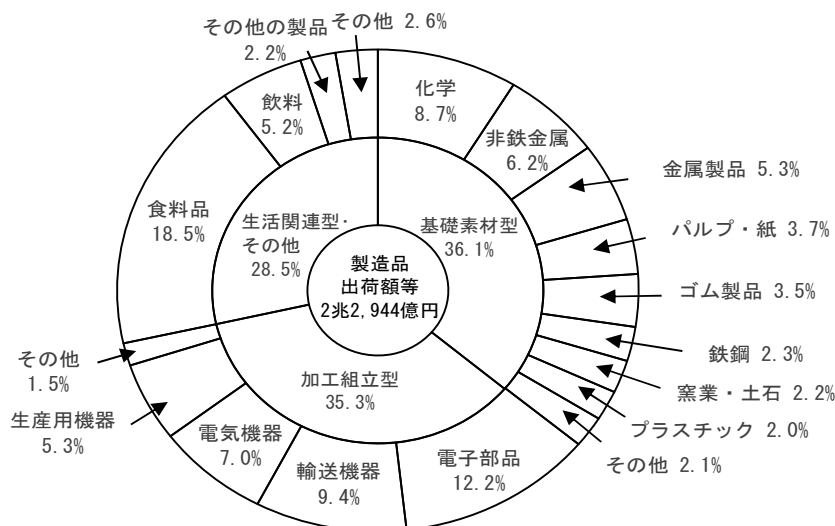 その他の製品
2.2%
その他 2.6%
化学
8.7%
非鉄金属
6.2%
金属製品 5.3%
パルプ・紙 3.7%
ゴム製品 3.5%
鉄鋼 2.3%
窯業・土石 2.2%
プラスチック 2.0%
その他 2.1%
電子部品
12.2%
輸送機器
9.4%
電気機器
7.0%
生産用機器
5.3%
その他
1.5%
食料品
18.5%
飲料
5.2%
生活関連型・
その他
28.5%
基礎素材型
36.1%
加工組立型
35.3%
製造品
出荷額等
2兆2,944億円